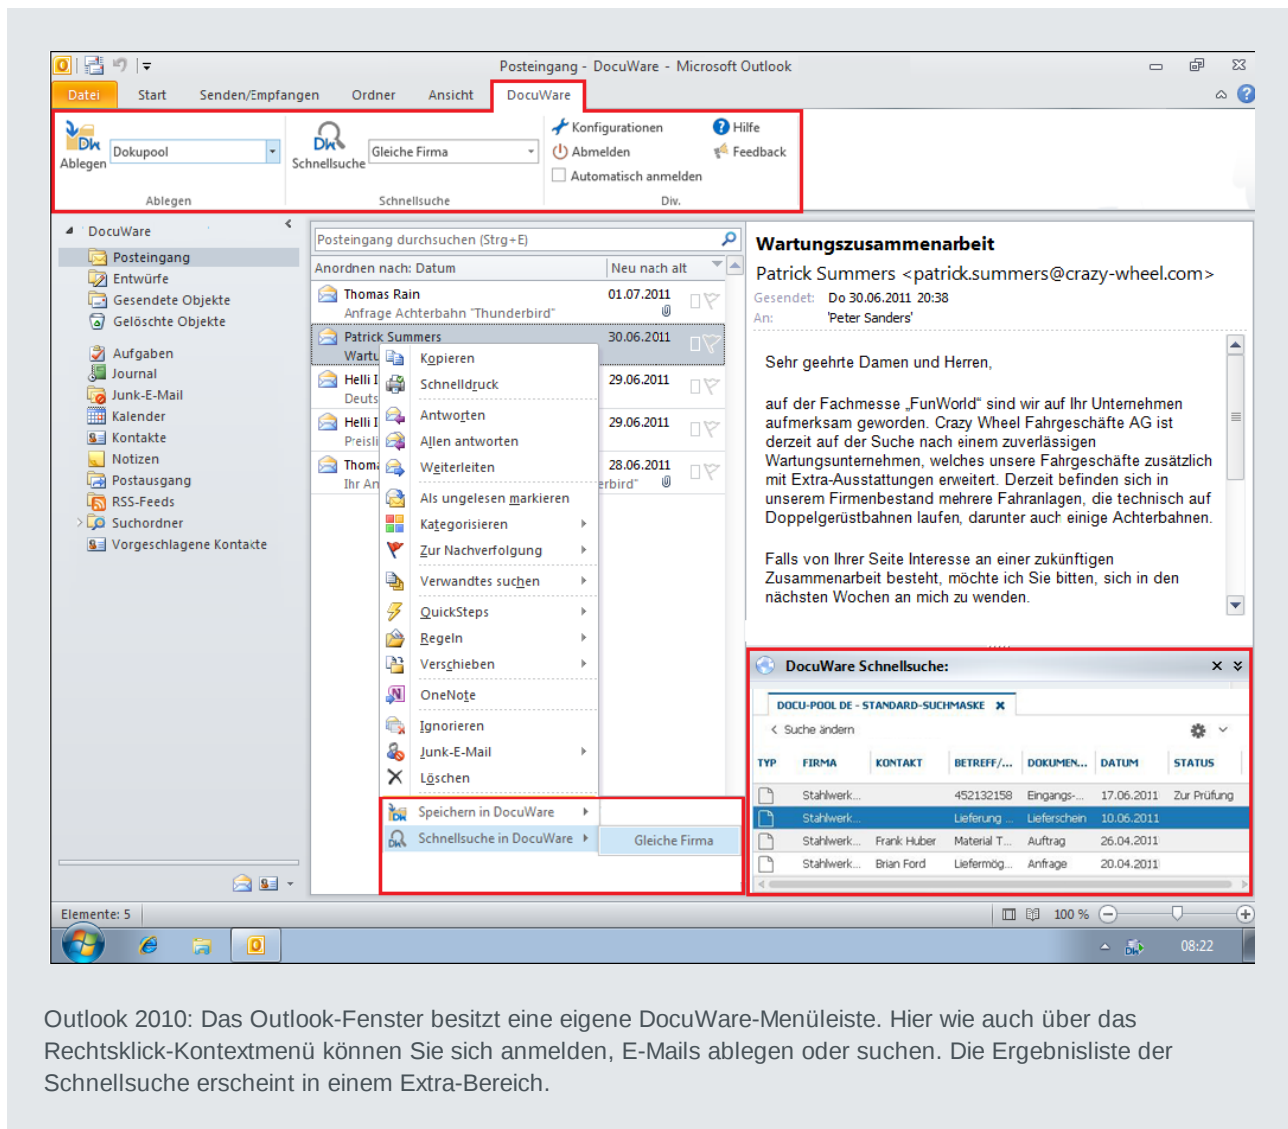 Posteingang - DocuWare - Microsoft Outlook
Datei Start Senden/Empfangen Ordner Ansicht DocuWare
Ablegen Dokupool
Schnellsuche Gleiche Firma
Konfigurationen
Abmelden
Automatisch anmelden
Hilfe
Feedback
Ablegen Schnellsuche Div.
DocuWare
Posteingang
Entwürfe
Gesendete Objekte
Gelöschte Objekte
Aufgaben
Journal
Junk-E-Mail
Kalender
Kontakte
Notizen
Postausgang
RSS-Feeds
Suchordner
Vorgeschlagene Kontakte
Posteingang durchsuchen (Strg+E)
Anordnen nach: Datum Neu nach alt
Thomas Rain 01.07.2011
Anfrage Achterbahn "Thunderbird"
Patrick Summers 30.06.2011
Wartu
Helli I 29.06.2011
Deuts
Helli I 29.06.2011
Preisli
Thoma 28.06.2011
Ihr An erbird"
Kopieren
Schnelldruck
Antworten
Allen antworten
Weiterleiten
Als ungelesen markieren
Kategorisieren
Zur Nachverfolgung
Verwandtes suchen
QuickSteps
Regeln
Verschieben
OneNote
Ignorieren
Junk-E-Mail
Löschen
Speichern in DocuWare
Schnellsuche in DocuWare
Gleiche Firma
Wartungszusammenarbeit
Patrick Summers <patrick.summers@crazy-wheel.com>
Gesendet: Do 30.06.2011 20:38
An: 'Peter Sanders'
Sehr geehrte Damen und Herren,
auf der Fachmesse „FunWorld“ sind wir auf Ihr Unternehmen
aufmerksam geworden. Crazy Wheel Fahrgeschäfte AG ist
derzeit auf der Suche nach einem zuverlässigen
Wartungsunternehmen, welches unsere Fahrgeschäfte zusätzlich
mit Extra-Ausstattungen erweitert. Derzeit befinden sich in
unserem Firmenbestand mehrere Fahranlagen, die technisch auf
Doppelgerüstbahnen laufen, darunter auch einige Achterbahnen.
Falls von Ihrer Seite Interesse an einer zukünftigen
Zusammenarbeit besteht, möchte ich Sie bitten, sich in den
nächsten Wochen an mich zu wenden.
DocuWare Schnellsuche:
DOCU-POOL DE - STANDARD-SUCHMASKE
Suche ändern
TYP FIRMA KONTAKT BETREFF/... DOKUMEN... DATUM STATUS
Stahlwerk... 452132158 Eingangs-... 17.06.2011 Zur Prüfung
Stahlwerk... Lieferung ... Lieferschein 10.06.2011
Stahlwerk... Frank Huber Material T... Auftrag 26.04.2011
Stahlwerk... Brian Ford Liefermög... Anfrage 20.04.2011
Elemente: 5 100 %
08:22
Outlook 2010: Das Outlook-Fenster besitzt eine eigene DocuWare-Menüleiste. Hier wie auch über das
Rechtsklick-Kontextmenü können Sie sich anmelden, E-Mails ablegen oder suchen. Die Ergebnisliste der
Schnellsuche erscheint in einem Extra-Bereich.